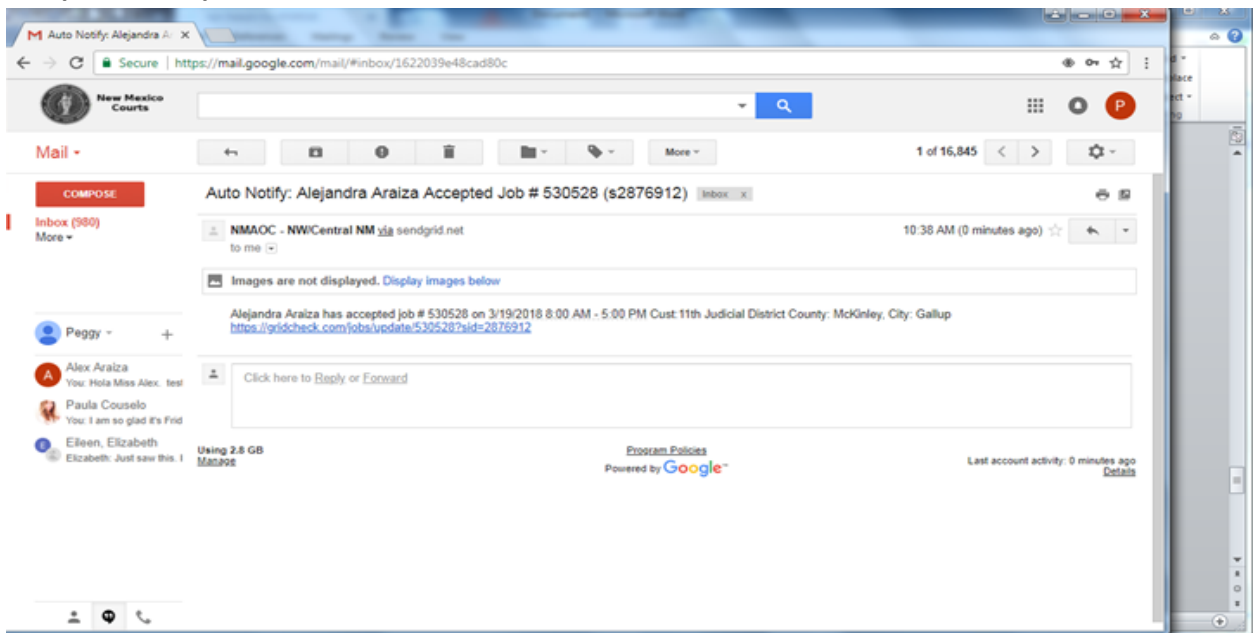 Auto Notify: Alejandra Ar
Secure | https://mail.google.com/mail/#inbox/1622039e48cad80c
New Mexico
Courts
P
Mail
More
1 of 16,845
COMPOSE
Auto Notify: Alejandra Araiza Accepted Job # 530528 (s2876912) Inbox x
Inbox (980)
More
NMAOC - NW/Central NM via sendgrid.net
10:38 AM (0 minutes ago)
to me
Images are not displayed. Display images below
Alejandra Araiza has accepted job # 530528 on 3/19/2018 8:00 AM - 5:00 PM Cust 11th Judicial District County: McKinley, City: Gallup
https://gridcheck.com/jobs/update/530528?sid=2876912
Peggy
+
A Alex Araiza
You: Hola Miss Alex. test
Click here to Reply or Forward
Paula Couselo
You: I am so glad it's Frid
E Eileen, Elizabeth
Elizabeth: Just saw this. I
Using 2.8 GB
Manage
Program Policies
Powered by Google™
Last account activity: 0 minutes ago
Details